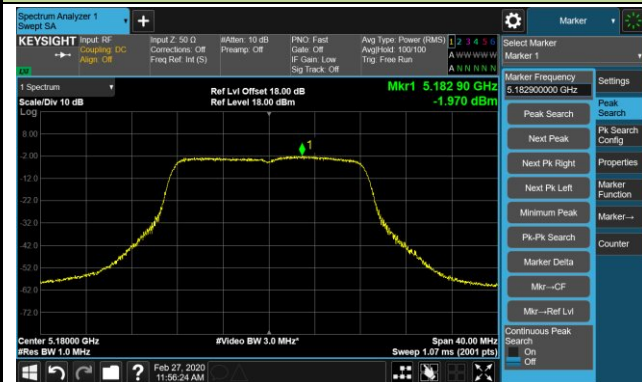 Spectrum Analyzer 1
Swept SA
Marker
KEYSIGHT
Input: RF
Coupling: DC
Align: Off
Input Z: 50 Ω
Corrections: Off
Freq Ref: Int (S)
#Atten: 10 dB
Preamp: Off
PNO: Fast
Gate: Off
IF Gain: Low
Sig Track: Off
Avg Type: Power (RMS)
Avg|Hold: 100/100
Trig: Free Run
1 2 3 4 5 6
A W W W W W
A N N N N N
Select Marker
Marker 1
1 Spectrum
Scale/Div 10 dB
Log
Ref Lvl Offset 18.00 dB
Ref Level 18.00 dBm
Mkr1 5.182 90 GHz
-1.970 dBm
8.00
-2.00
-12.0
-22.0
-32.0
-42.0
-52.0
-62.0
-72.0
1
Center 5.18000 GHz
#Res BW 1.0 MHz
#Video BW 3.0 MHz*
Span 40.00 MHz
Sweep 1.07 ms (2001 pts)
Marker Frequency
5.182900000 GHz
Peak Search
Next Peak
Next Pk Right
Next Pk Left
Minimum Peak
Pk-Pk Search
Marker Delta
Mkr→CF
Mkr→Ref Lvl
Continuous Peak
Search
On
Off
Settings
Peak
Search
Pk Search
Config
Properties
Marker
Function
Marker→
Counter
Feb 27, 2020
11:56:24 AM